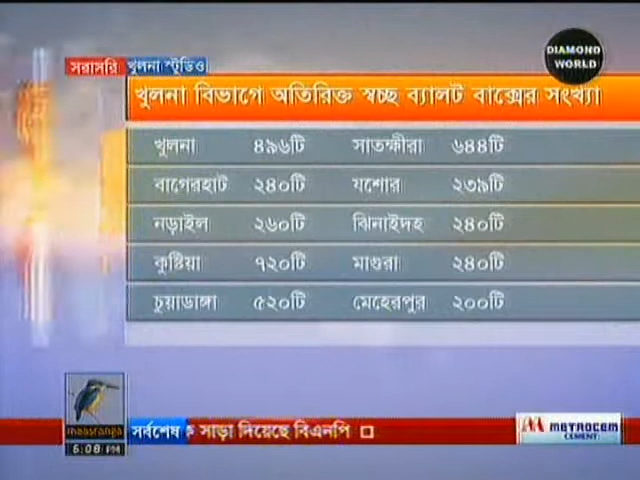 সরাসরি খুলনা স্টুডিও
DIAMOND
WORLD
খুলনা বিভাগে অতিরিক্ত স্বচ্ছ ব্যালট বাক্সের সংখ্যা
খুলনা ৪৯৬টি সাতক্ষীরা ৬৪৪টি
বাগেরহাট ২৪০টি যশোর ২৩৯টি
নড়াইল ২৬০টি ঝিনাইদহ ২৪০টি
কুষ্টিয়া ৭২০টি মাগুরা ২৪০টি
চুয়াডাঙ্গা ৫২০টি মেহেরপুর ২০০টি
maasranga
6:08 PM
সর্বশেষ সাড়া দিয়েছে বিএনপি
METROCEM
CEMENT